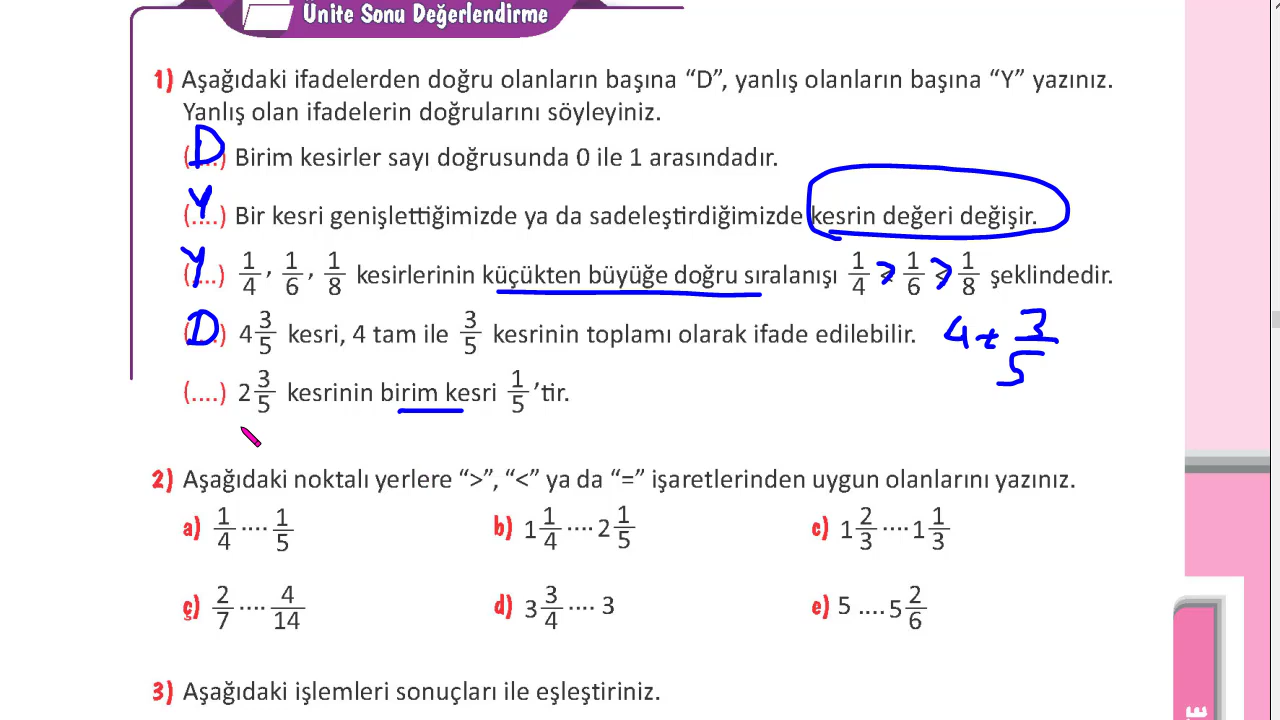 Ünite Sonu Değerlendirme
1) Aşağıdaki ifadelerden doğru olanların başına “D”, yanlış olanların başına “Y” yazınız.
Yanlış olan ifadelerin doğrularını söyleyiniz.
(....) D Birim kesirler sayı doğrusunda 0 ile 1 arasındadır.
(....) Y Bir kesri genişlettiğimizde ya da sadeleştirdiğimizde kesrin değeri değişir.
(....) Y 1/4, 1/6, 1/8 kesirlerinin küçükten büyüğe doğru sıralanışı 1/4 > 1/6 > 1/8 şeklindedir.
(....) D 4 3/5 kesri, 4 tam ile 3/5 kesrinin toplamı olarak ifade edilebilir. 4 + 3/5
(....) 2 3/5 kesrinin birim kesri 1/5’tir.
2) Aşağıdaki noktalı yerlere “>”, “<” ya da “=” işaretlerinden uygun olanlarını yazınız.
a) 1/4 .... 1/5 b) 1 1/4 .... 2 1/5 c) 1 2/3 .... 1 1/3
ç) 2/7 .... 4/14 d) 3 3/4 .... 3 e) 5 .... 5 2/6
3) Aşağıdaki işlemleri sonuçları ile eşleştiriniz.